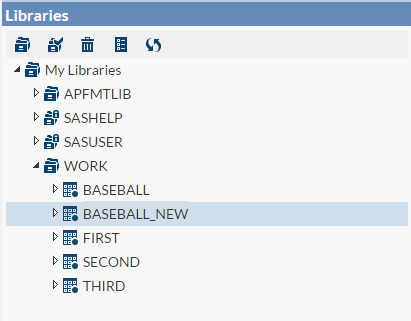 Libraries
My Libraries
APFMTLIB
SASHELP
SASUSER
WORK
BASEBALL
BASEBALL_NEW
FIRST
SECOND
THIRD